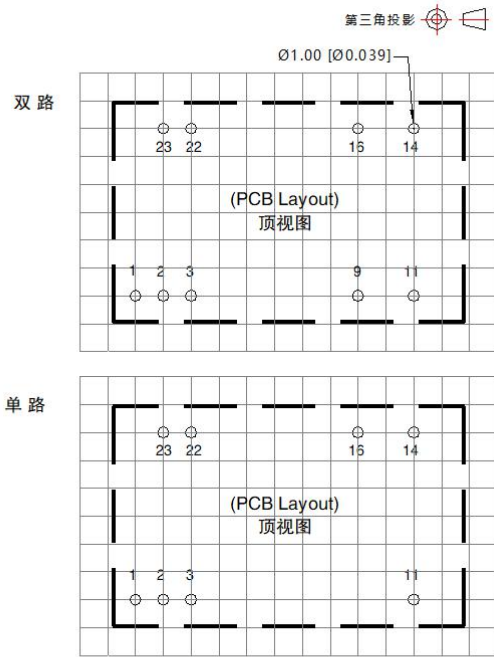 第三角投影
Ø1.00 [Ø0.039]
双路
23 22 16 14
(PCB Layout)
顶视图
1 2 3 9 11
单路
23 22 16 14
(PCB Layout)
顶视图
1 2 3 11